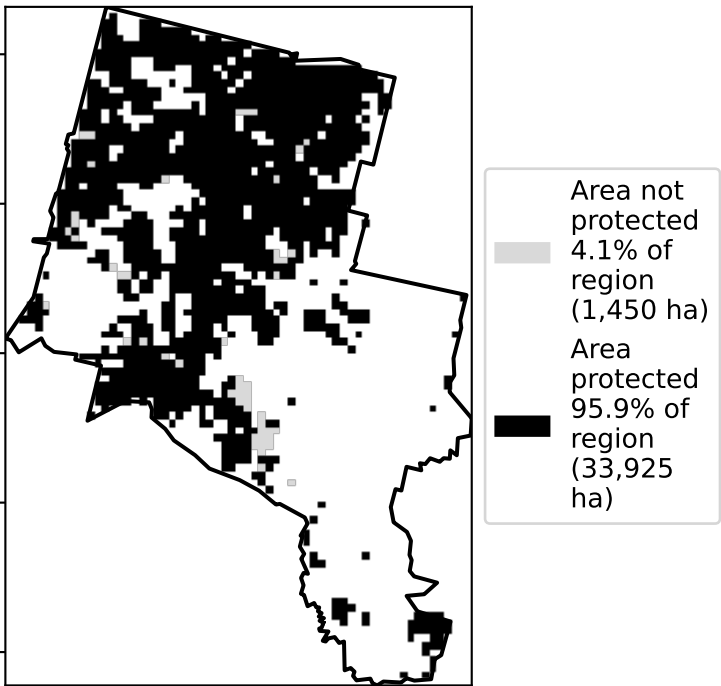 Area not
protected
4.1% of
region
(1,450 ha)
Area
protected
95.9% of
region
(33,925
ha)